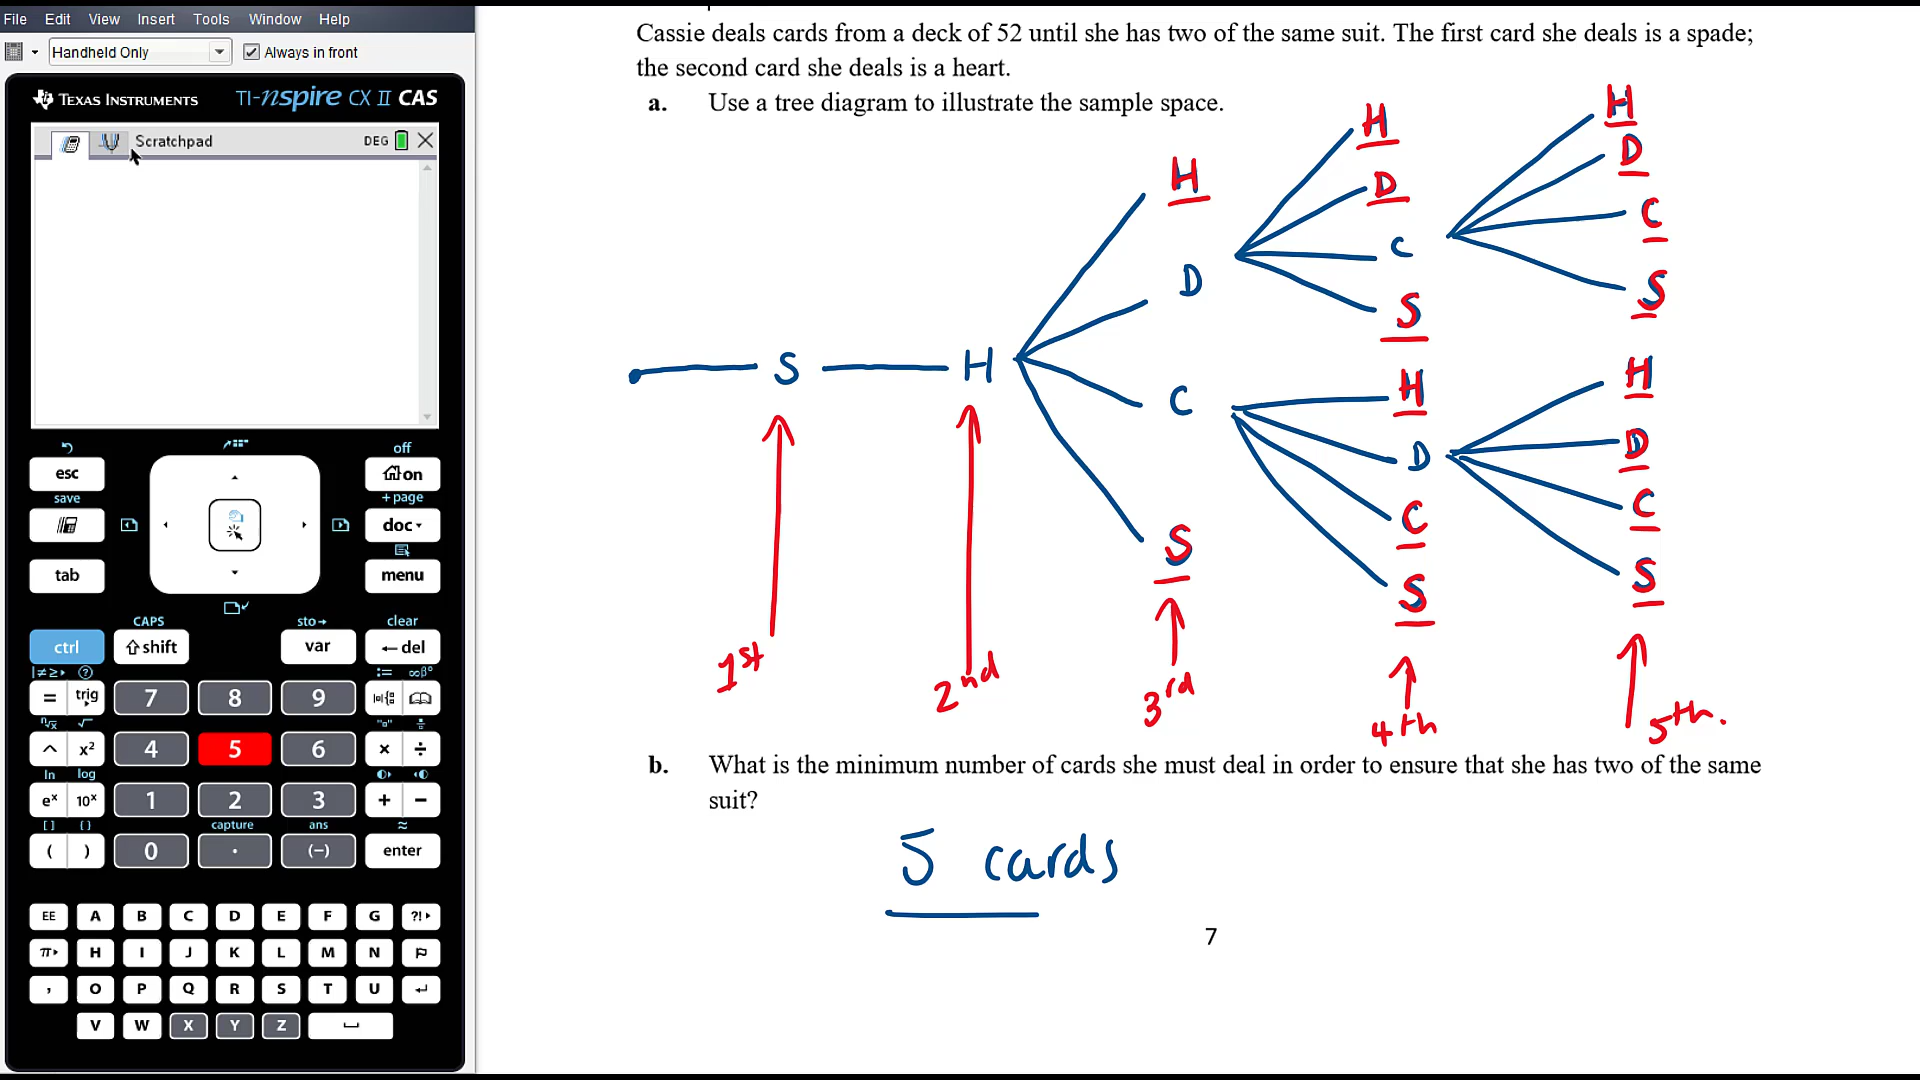 File Edit View Insert Tools Window Help
Handheld Only Always in front
TEXAS INSTRUMENTS TI-nspire CX II CAS
Scratchpad DEG
off
esc on
save + page
doc
tab menu
CAPS sto→ clear
ctrl shift var del
= trig 7 8 9
^ x² 4 5 6 × ÷
ln log
eˣ 10ˣ 1 2 3 + −
[ ] { } capture ans ≈
( ) 0 . (−) enter
EE A B C D E F G ?!
π H I J K L M N
, O P Q R S T U
V W X Y Z
Cassie deals cards from a deck of 52 until she has two of the same suit. The first card she deals is a spade;
the second card she deals is a heart.
a. Use a tree diagram to illustrate the sample space.
S H
H
D
C
S
H
D
C
S
H
D
C
S
H
D
C
S
H
D
C
S
1st 2nd 3rd 4th 5th.
b. What is the minimum number of cards she must deal in order to ensure that she has two of the same
suit?
5 cards
7